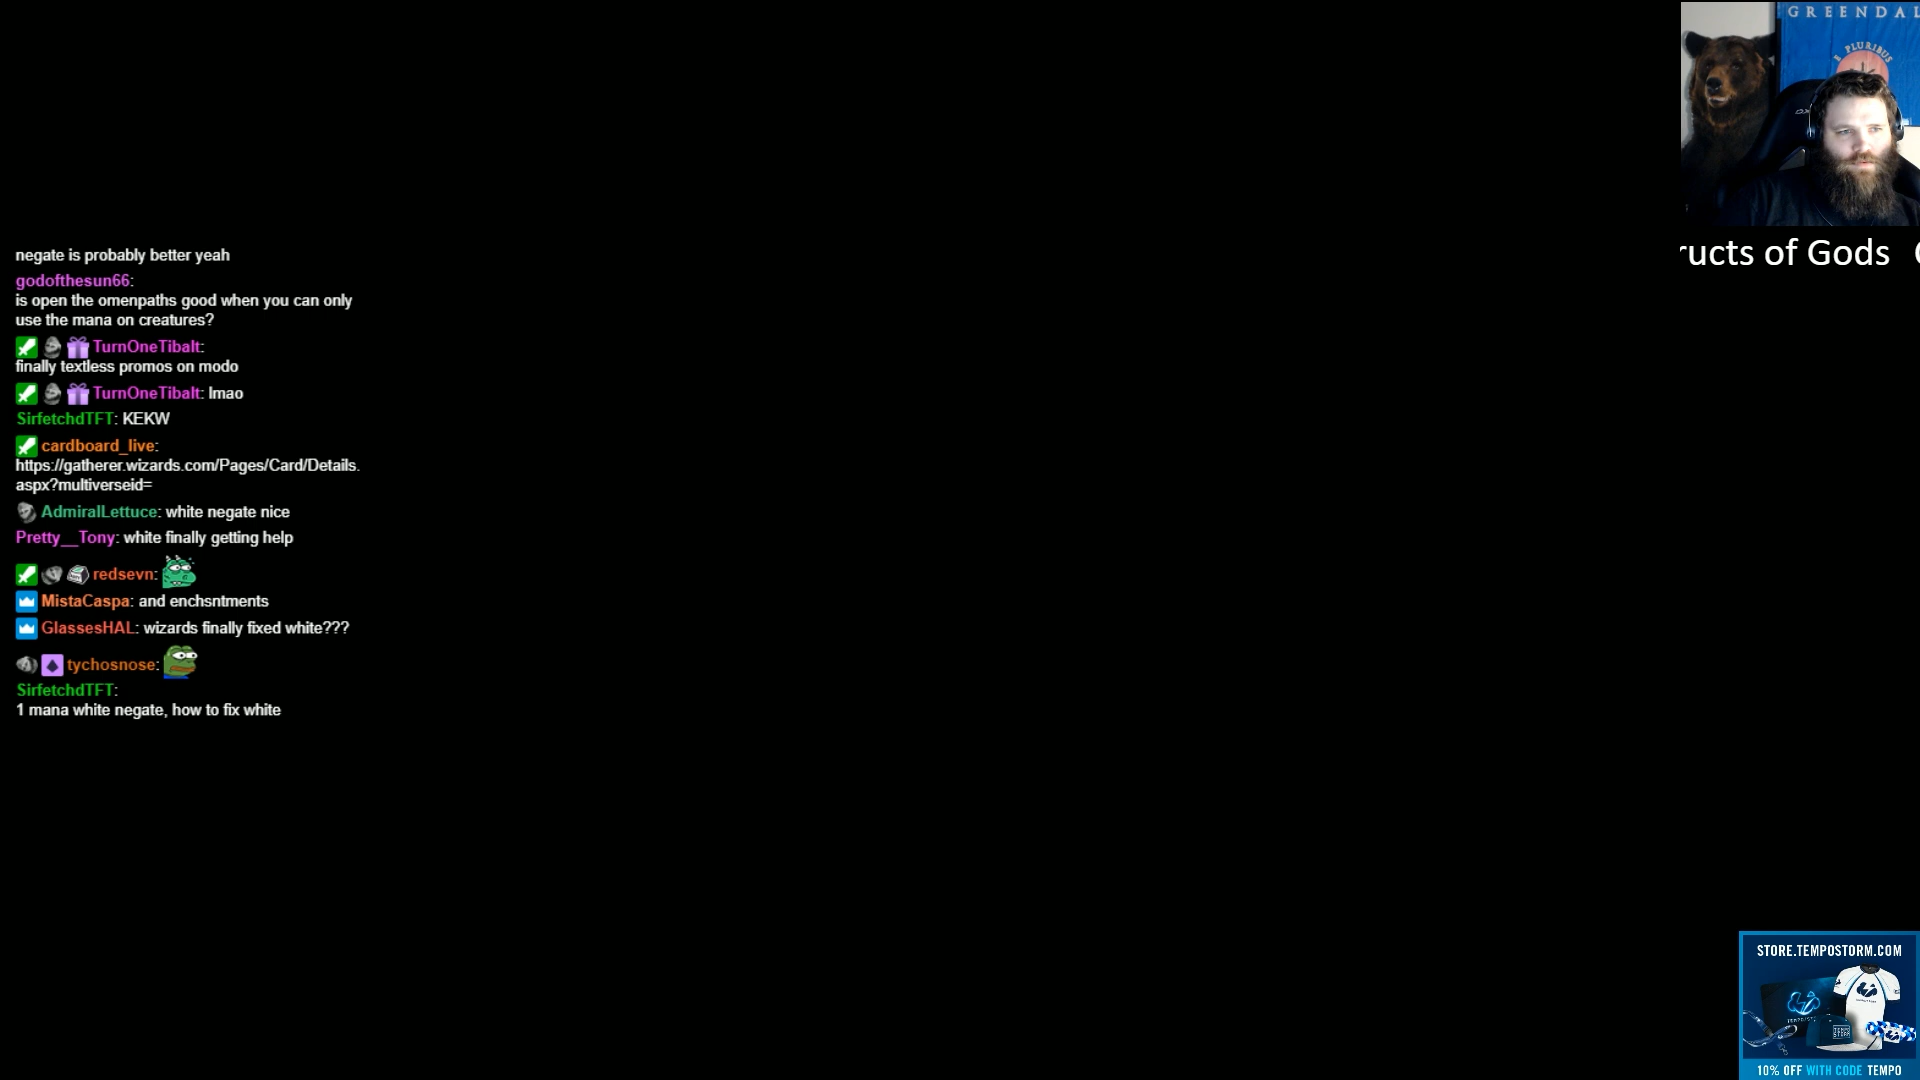 GREENDAL
E PLURIBUS
negate is probably better yeah
ructs of Gods
godofthesun66:
is open the omenpaths good when you can only
use the mana on creatures?
TurnOneTibalt:
finally textless promos on modo
TurnOneTibalt: lmao
SirfetchdTFT: KEKW
cardboard_live:
https://gatherer.wizards.com/Pages/Card/Details.
aspx?multiverseid=
AdmiralLettuce: white negate nice
Pretty__Tony: white finally getting help
redsevn:
MistaCaspa: and enchsntments
GlassesHAL: wizards finally fixed white???
tychosnose:
SirfetchdTFT:
1 mana white negate, how to fix white
STORE.TEMPOSTORM.COM
10% OFF WITH CODE TEMPO